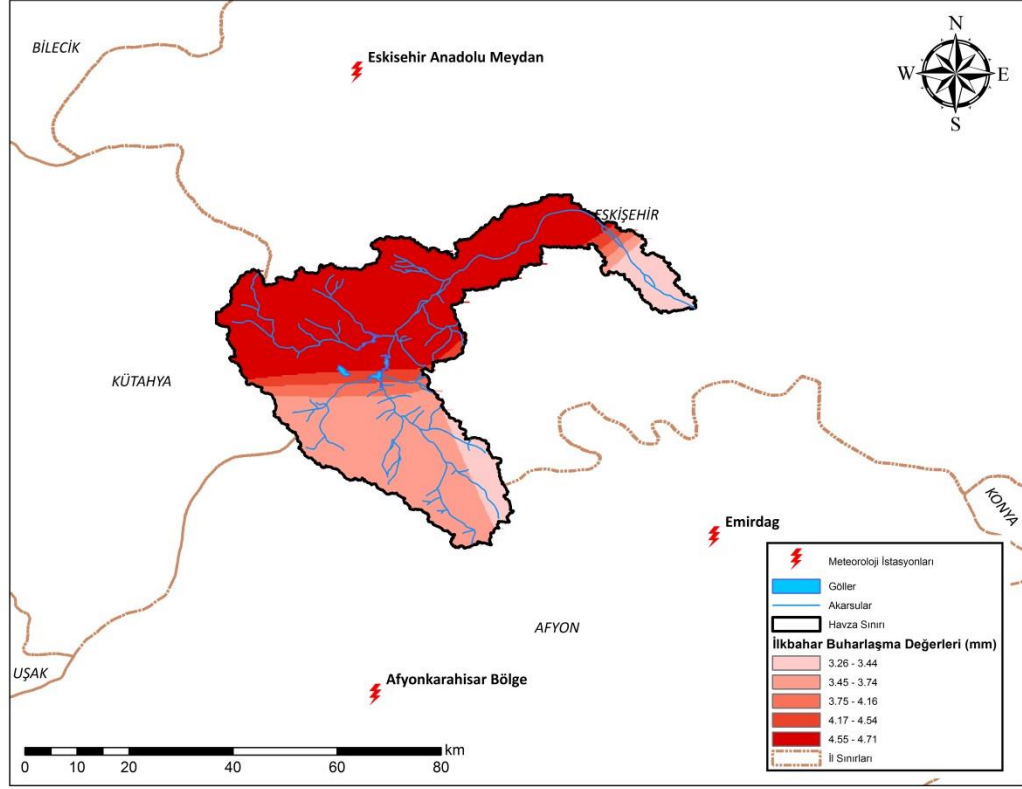 BİLECİK
Eskisehir Anadolu Meydan
N
W
E
S
ESKİŞEHİR
KÜTAHYA
KONYA
Emirdag
AFYON
UŞAK
Afyonkarahisar Bölge
Meteoroloji İstasyonları
Göller
Akarsular
Havza Sınırı
İlkbahar Buharlaşma Değerleri (mm)
3.26 - 3.44
3.45 - 3.74
3.75 - 4.16
4.17 - 4.54
4.55 - 4.71
İl Sınırları
km
0 10 20 40 60 80